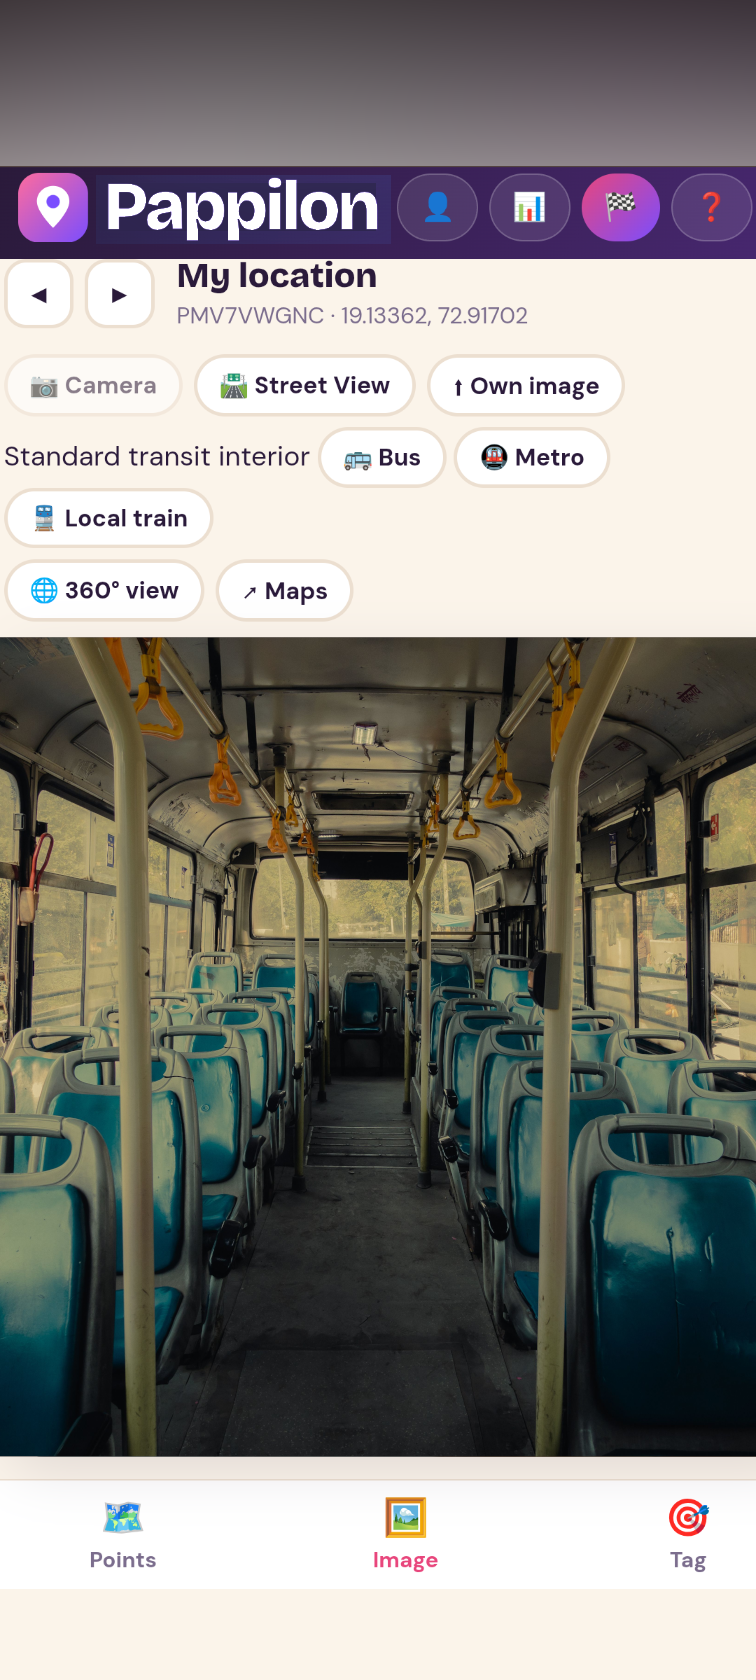 Pappilon
My location
PMV7VWGNC · 19.13362, 72.91702
Camera
Street View
Own image
Standard transit interior
Bus
Metro
Local train
360° view
Maps
Points
Image
Tag